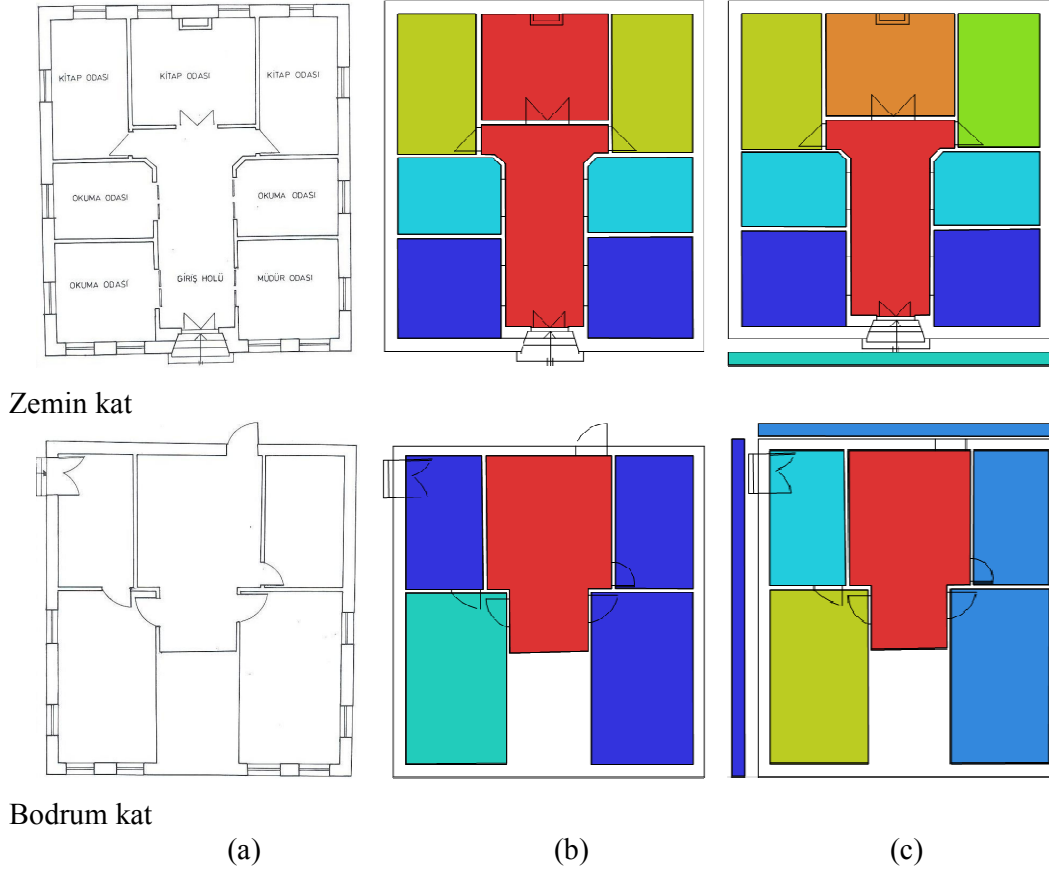 KİTAP ODASI
KİTAP ODASI
KİTAP ODASI
OKUMA ODASI
OKUMA ODASI
OKUMA ODASI
GİRİŞ HOLÜ
MÜDÜR ODASI
Zemin kat
Bodrum kat
(a)
(b)
(c)